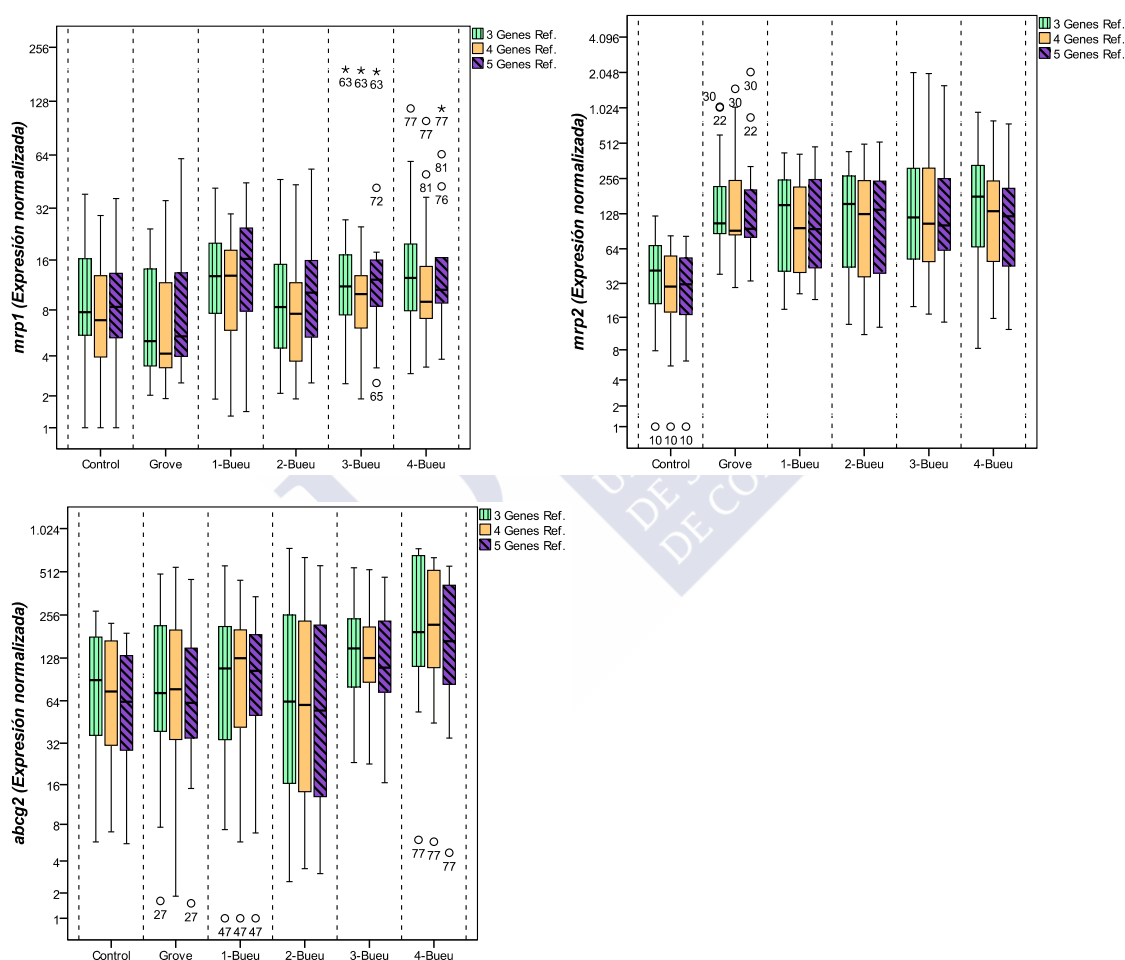 mrp1 (Expresión normalizada)
256
128
64
32
16
8
4
2
1
63 63 63
72
65
77
77
77
81
81
76
Control Grove 1-Bueu 2-Bueu 3-Bueu 4-Bueu
3 Genes Ref.
4 Genes Ref.
5 Genes Ref.
mrp2 (Expresión normalizada)
4.096
2.048
1.024
512
256
128
64
32
16
8
4
2
1
10 10 10
30
22
30
30
22
Control Grove 1-Bueu 2-Bueu 3-Bueu 4-Bueu
3 Genes Ref.
4 Genes Ref.
5 Genes Ref.
abcg2 (Expresión normalizada)
1.024
512
256
128
64
32
16
8
4
2
1
27
27
47 47 47
77 77 77
Control Grove 1-Bueu 2-Bueu 3-Bueu 4-Bueu
3 Genes Ref.
4 Genes Ref.
5 Genes Ref.
DE CO